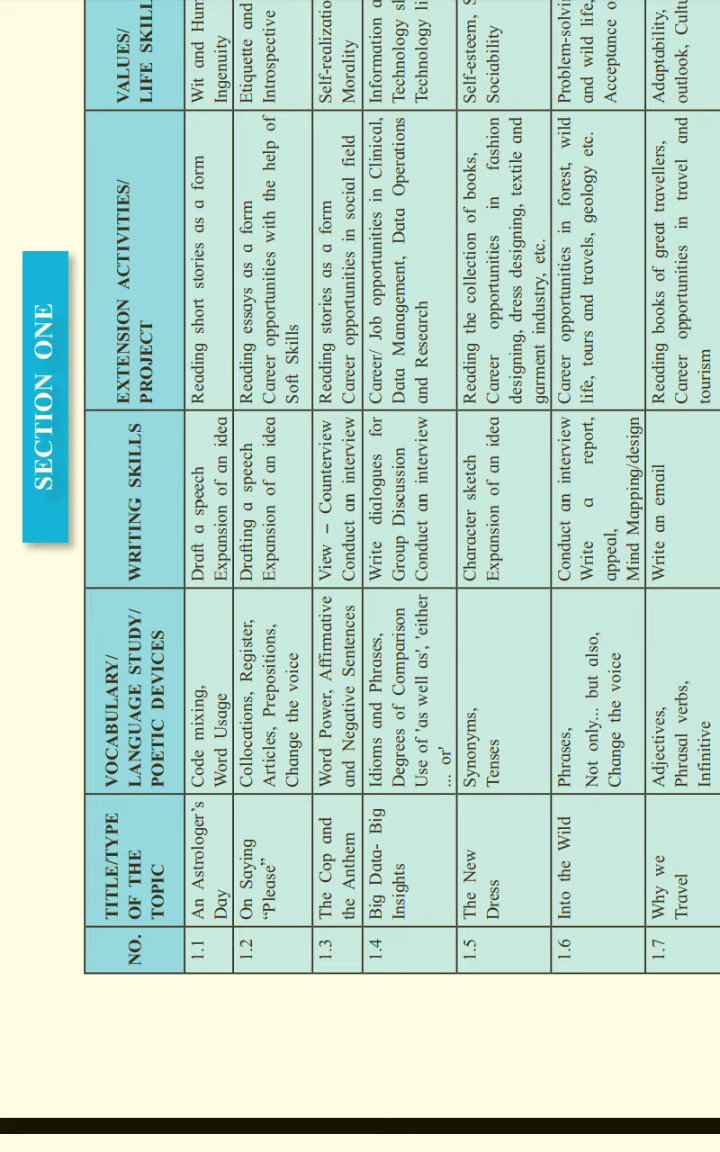 SECTION ONE
NO.
TITLE/TYPE
OF THE
TOPIC
VOCABULARY/
LANGUAGE STUDY/
POETIC DEVICES
WRITING SKILLS
EXTENSION ACTIVITIES/
PROJECT
VALUES/
LIFE SKILL
1.1
An Astrologer's
Day
Code mixing,
Word Usage
Draft a speech
Expansion of an idea
Reading short stories as a form
Wit and Hum
Ingenuity
1.2
On Saying
“Please”
Collocations, Register,
Articles, Prepositions,
Change the voice
Drafting a speech
Expansion of an idea
Reading essays as a form
Career opportunities with the help of
Soft Skills
Etiquette and
Introspective
1.3
The Cop and
the Anthem
Word Power, Affirmative
and Negative Sentences
View – Counterview
Conduct an interview
Reading stories as a form
Career opportunities in social field
Self-realizatio
Morality
1.4
Big Data- Big
Insights
Idioms and Phrases,
Degrees of Comparison
Use of 'as well as', 'either
... or'
Write dialogues for
Group Discussion
Conduct an interview
Career/ Job opportunities in Clinical,
Data Management, Data Operations
and Research
Information a
Technology sk
Technology li
1.5
The New
Dress
Synonyms,
Tenses
Character sketch
Expansion of an idea
Reading the collection of books,
Career opportunities in fashion
designing, dress designing, textile and
garment industry, etc.
Self-esteem, S
Sociability
1.6
Into the Wild
Phrases,
Not only... but also,
Change the voice
Conduct an interview
Write a report,
appeal,
Mind Mapping/design
Career opportunities in forest, wild
life, tours and travels, geology etc.
Problem-solvin
and wild life,
Acceptance o
1.7
Why we
Travel
Adjectives,
Phrasal verbs,
Infinitive
Write an email
Reading books of great travellers,
Career opportunities in travel and
tourism
Adaptability,
outlook, Cultu